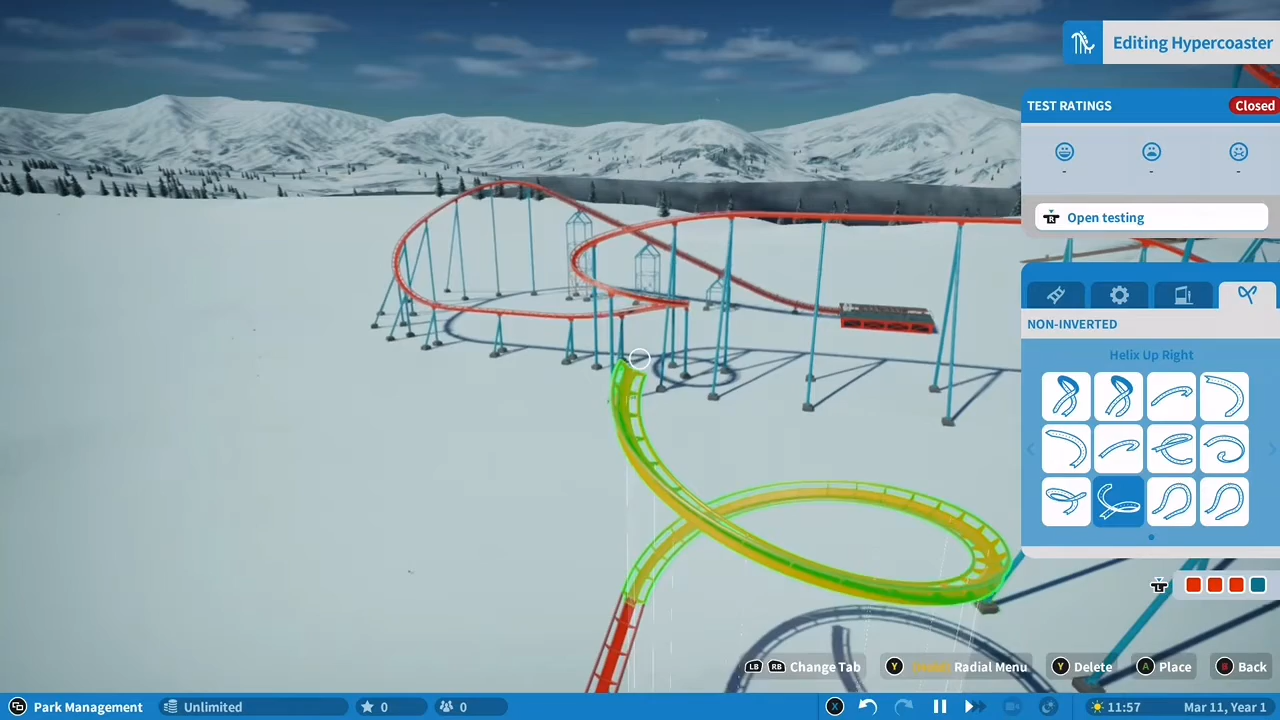 Editing Hypercoaster
TEST RATINGS
Closed
- - -
Open testing
NON-INVERTED
Helix Up Right
LB RB Change Tab
Y Radial Menu
Y Delete
A Place
B Back
Park Management
Unlimited
0
0
X
11:57
Mar 11, Year 1